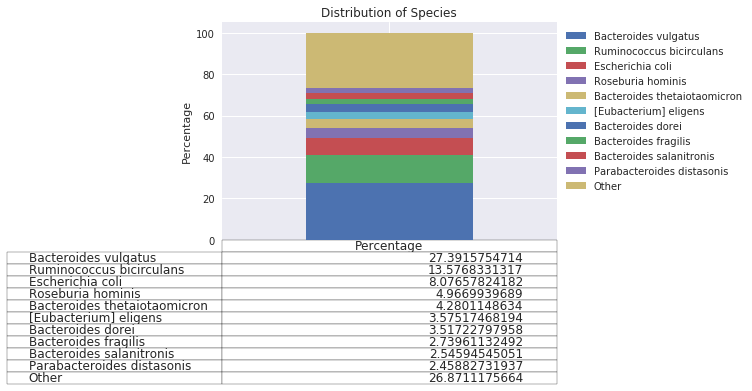 Distribution of Species
100
80
60
40
20
0
Percentage
Bacteroides vulgatus
Ruminococcus bicirculans
Escherichia coli
Roseburia hominis
Bacteroides thetaiotaomicron
[Eubacterium] eligens
Bacteroides dorei
Bacteroides fragilis
Bacteroides salanitronis
Parabacteroides distasonis
Other
Percentage
Bacteroides vulgatus 27.3915754714
Ruminococcus bicirculans 13.5768331317
Escherichia coli 8.07657824182
Roseburia hominis 4.9669939689
Bacteroides thetaiotaomicron 4.2801148634
[Eubacterium] eligens 3.57517468194
Bacteroides dorei 3.51722797958
Bacteroides fragilis 2.73961132492
Bacteroides salanitronis 2.54594545051
Parabacteroides distasonis 2.45882731937
Other 26.8711175664